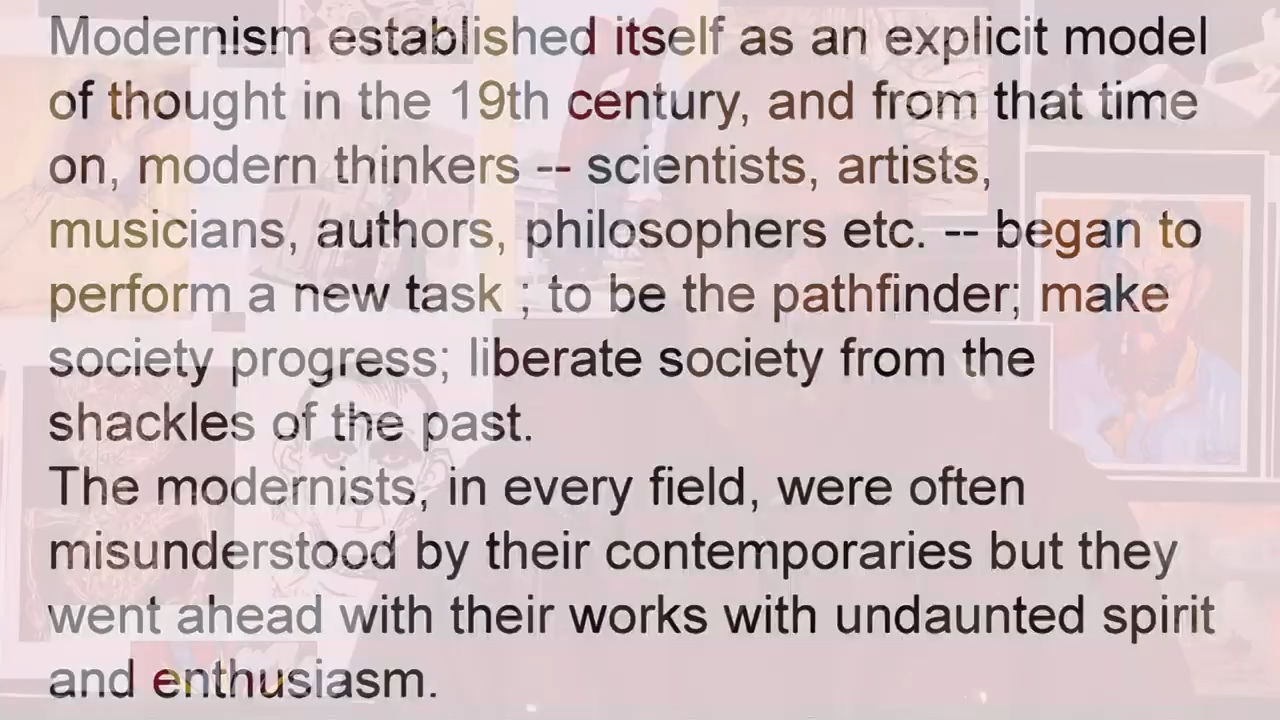 Modernism established itself as an explicit model
of thought in the 19th century, and from that time
on, modern thinkers -- scientists, artists,
musicians, authors, philosophers etc. -- began to
perform a new task ; to be the pathfinder; make
society progress; liberate society from the
shackles of the past.
The modernists, in every field, were often
misunderstood by their contemporaries but they
went ahead with their works with undaunted spirit
and enthusiasm.